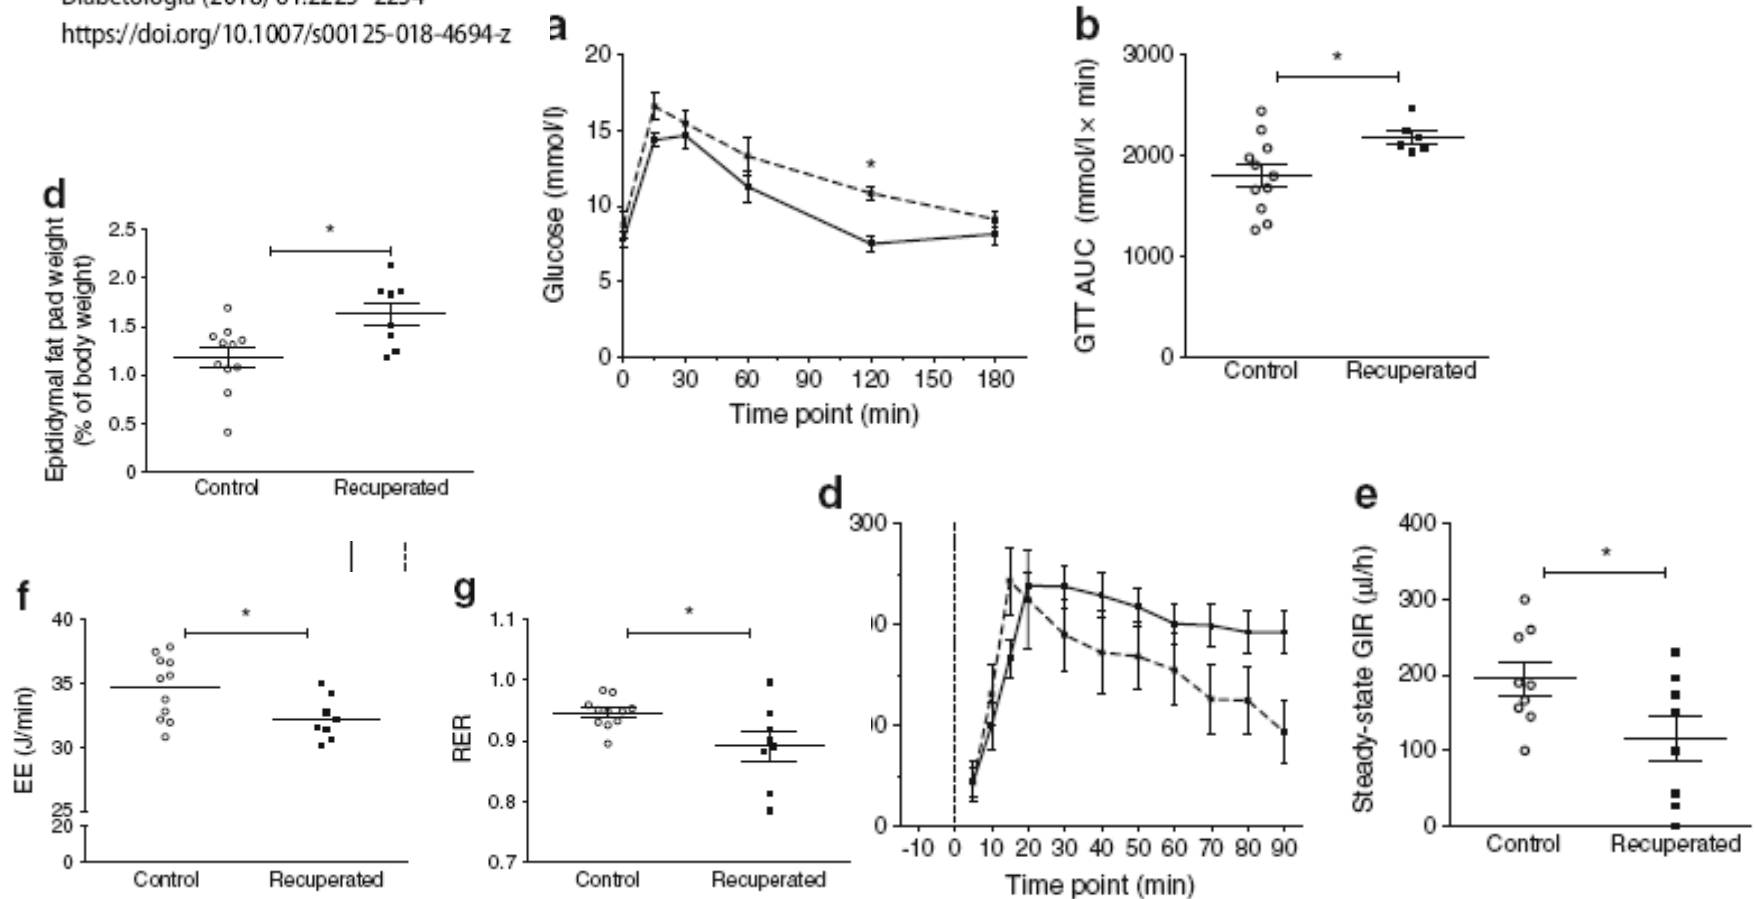 https://doi.org/10.1007/s00125-018-4694-z
a
Glucose (mmol/l)
20
15
10
5
0
*
0 30 60 90 120 150 180
Time point (min)
b
GTT AUC (mmol/l × min)
3000
2000
1000
0
*
Control Recuperated
d
Epididymal fat pad weight
(% of body weight)
2.5
2.0
1.5
1.0
0.5
0
*
Control Recuperated
f
EE (J/min)
40
35
30
25
20
0
*
Control Recuperated
g
RER
1.1
1.0
0.9
0.8
0.7
*
Control Recuperated
d
300
0
-10 0 10 20 30 40 50 60 70 80 90
Time point (min)
e
Steady-state GIR (µl/h)
400
300
200
100
0
*
Control Recuperated